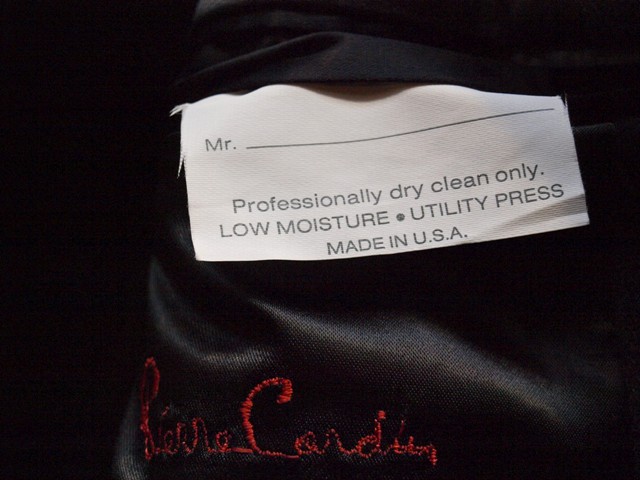 Mr.
Professionally dry clean only.
LOW MOISTURE • UTILITY PRESS
MADE IN U.S.A.
Pierre Cardin